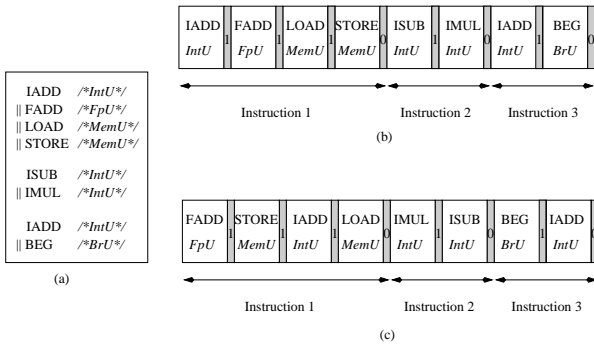 IADD /*IntU*/
|| FADD /*FpU*/
|| LOAD /*MemU*/
|| STORE /*MemU*/
ISUB /*IntU*/
|| IMUL /*IntU*/
IADD /*IntU*/
|| BEG /*BrU*/
(a)
IADD 1 FADD 1 LOAD 1 STORE 0 ISUB 1 IMUL 0 IADD 1 BEG 0
IntU FpU MemU MemU IntU IntU IntU BrU
Instruction 1 Instruction 2 Instruction 3
(b)
FADD 1 STORE 1 IADD 1 LOAD 0 IMUL 1 ISUB 0 BEG 1 IADD 0
FpU MemU IntU MemU IntU IntU BrU IntU
Instruction 1 Instruction 2 Instruction 3
(c)